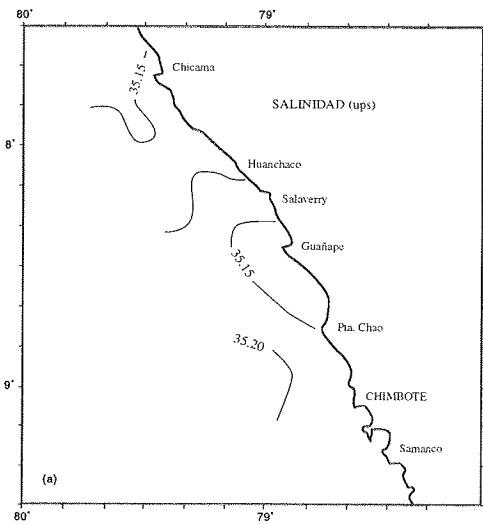 80° 79°
35.15
Chicama
SALINIDAD (ups)
8°
Huanchaco
Salaverry
Guañape
35.15
Pta. Chao
35.20
9°
CHIMBOTE
Samanco
(a)
80° 79°